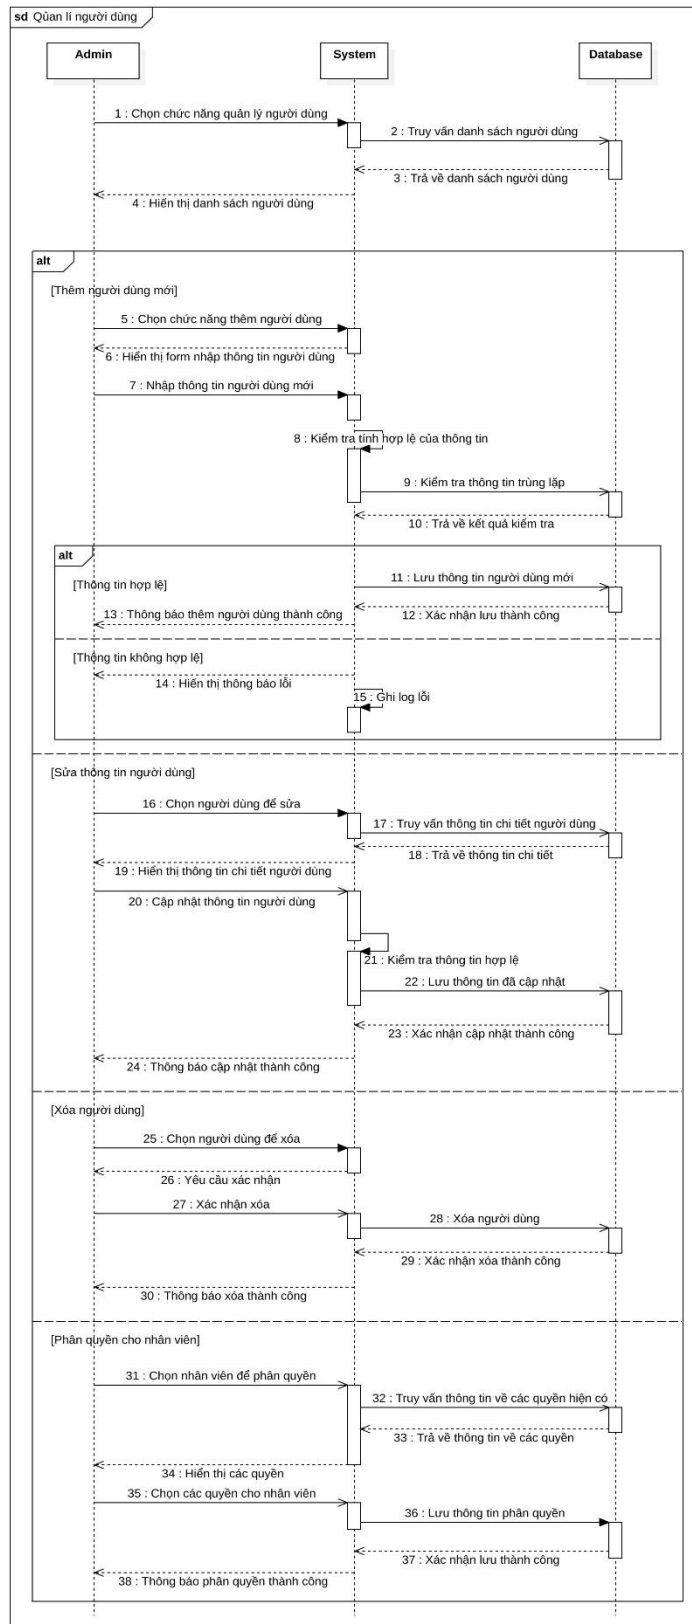 sd Qủan lí người dùng
Admin
System
Database
1 : Chọn chức năng quản lý người dùng
2 : Truy vấn danh sách người dùng
3 : Trả về danh sách người dùng
4 : Hiển thị danh sách người dùng
alt
[Thêm người dùng mới]
5 : Chọn chức năng thêm người dùng
6 : Hiển thị form nhập thông tin người dùng
7 : Nhập thông tin người dùng mới
8 : Kiểm tra tính hợp lệ của thông tin
9 : Kiểm tra thông tin trùng lặp
10 : Trả về kết quả kiểm tra
alt
[Thông tin hợp lệ]
11 : Lưu thông tin người dùng mới
12 : Xác nhận lưu thành công
13 : Thông báo thêm người dùng thành công
[Thông tin không hợp lệ]
14 : Hiển thị thông báo lỗi
15 : Ghi log lỗi
[Sửa thông tin người dùng]
16 : Chọn người dùng để sửa
17 : Truy vấn thông tin chi tiết người dùng
18 : Trả về thông tin chi tiết
19 : Hiển thị thông tin chi tiết người dùng
20 : Cập nhật thông tin người dùng
21 : Kiểm tra thông tin hợp lệ
22 : Lưu thông tin đã cập nhật
23 : Xác nhận cập nhật thành công
24 : Thông báo cập nhật thành công
[Xóa người dùng]
25 : Chọn người dùng để xóa
26 : Yêu cầu xác nhận
27 : Xác nhận xóa
28 : Xóa người dùng
29 : Xác nhận xóa thành công
30 : Thông báo xóa thành công
[Phân quyền cho nhân viên]
31 : Chọn nhân viên để phân quyền
32 : Truy vấn thông tin về các quyền hiện có
33 : Trả về thông tin về các quyền
34 : Hiển thị các quyền
35 : Chọn các quyền cho nhân viên
36 : Lưu thông tin phân quyền
37 : Xác nhận lưu thành công
38 : Thông báo phân quyền thành công